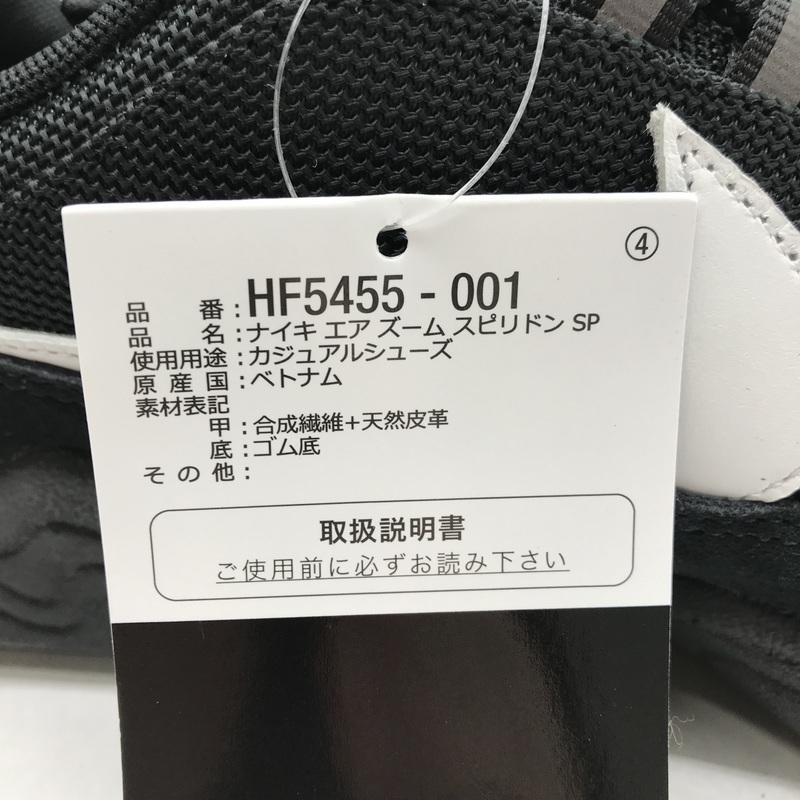 ④
品 番：HF5455 - 001
品 名：ナイキ エア ズーム スピリドン SP
使用用途：カジュアルシューズ
原 産 国：ベトナム
素材表記
甲：合成繊維+天然皮革
底：ゴム底
そ の 他：
取扱説明書
ご使用前に必ずお読み下さい